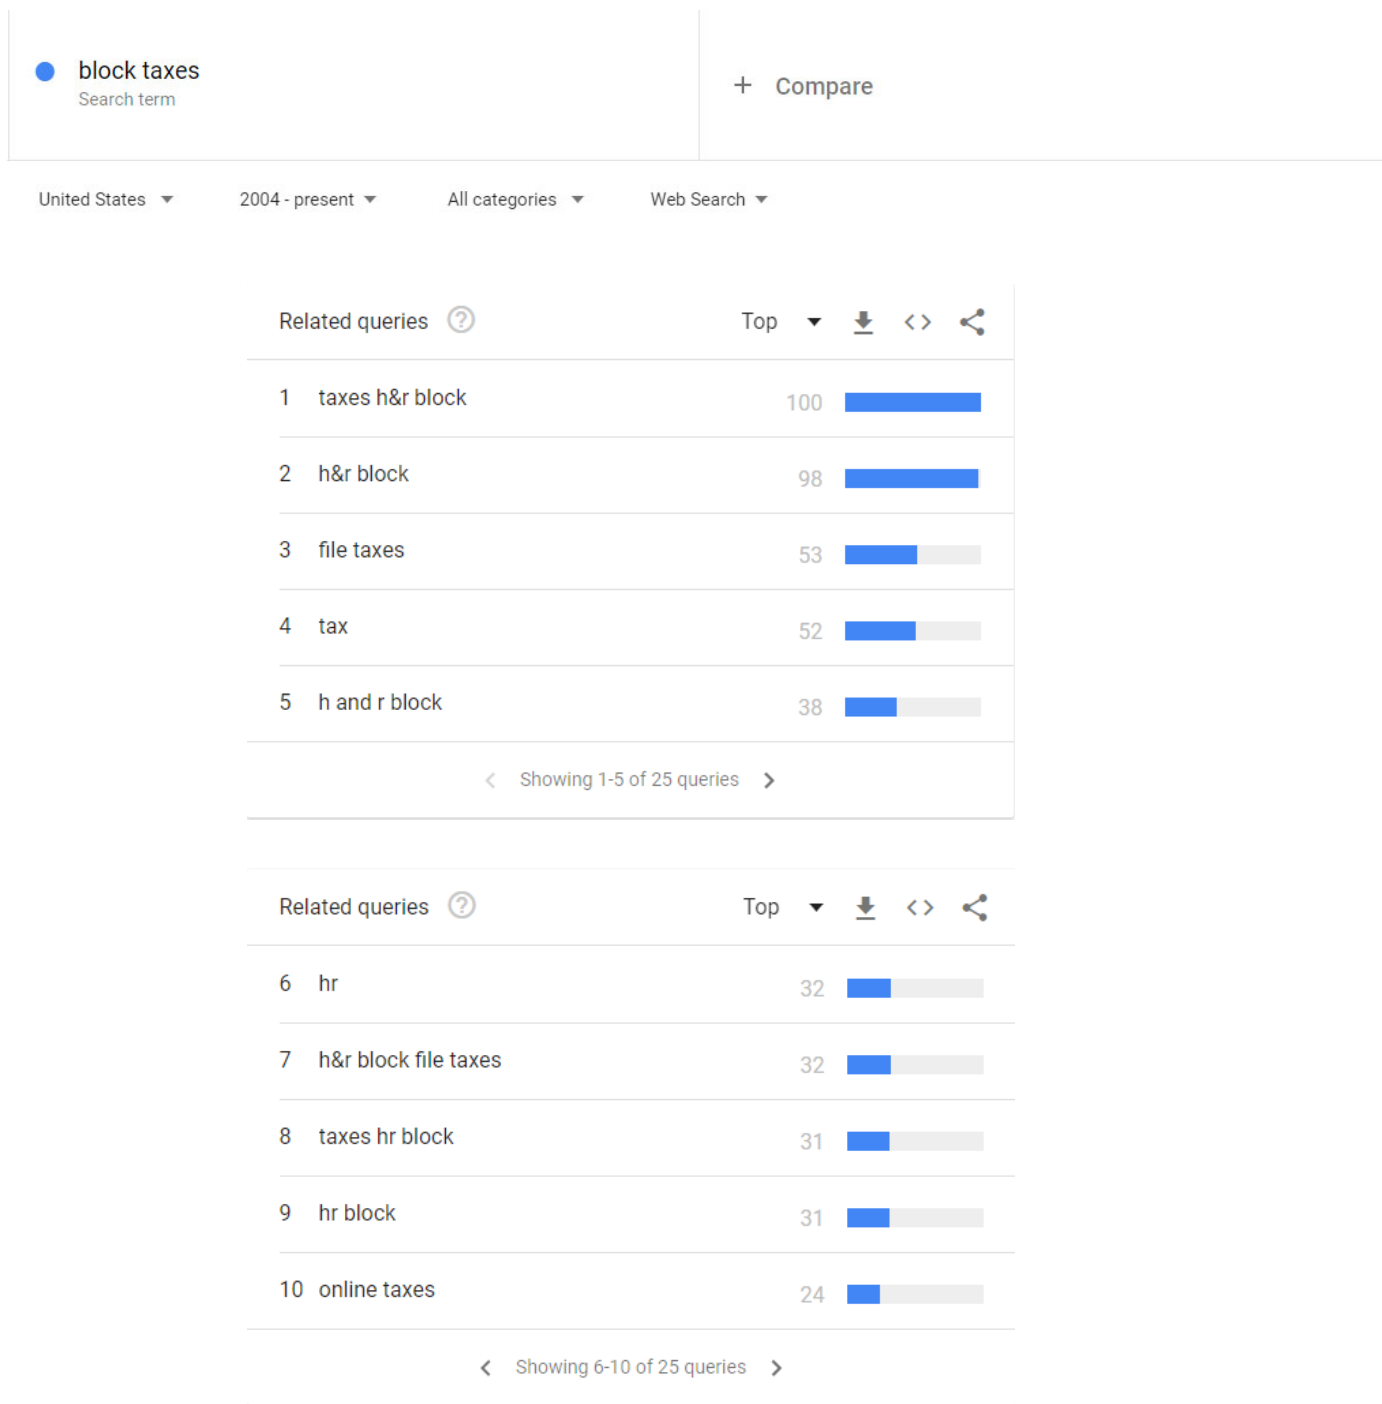 block taxes
Search term
+ Compare
United States 2004 - present All categories Web Search
Related queries ? Top
1 taxes h&r block 100
2 h&r block 98
3 file taxes 53
4 tax 52
5 h and r block 38
Showing 1-5 of 25 queries
Related queries ? Top
6 hr 32
7 h&r block file taxes 32
8 taxes hr block 31
9 hr block 31
10 online taxes 24
Showing 6-10 of 25 queries